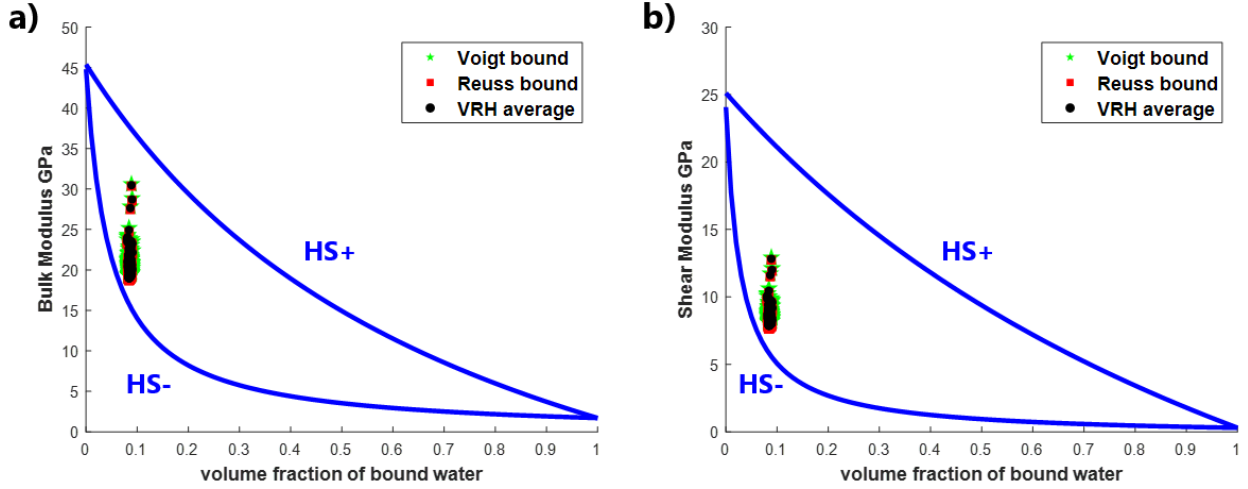 a)
50
45
40
35
30
25
20
15
10
5
0
Bulk Modulus GPa
Voigt bound
Reuss bound
VRH average
HS+
HS-
0 0.1 0.2 0.3 0.4 0.5 0.6 0.7 0.8 0.9 1
volume fraction of bound water
b)
30
25
20
15
10
5
0
Shear Modulus GPa
Voigt bound
Reuss bound
VRH average
HS+
HS-
0 0.1 0.2 0.3 0.4 0.5 0.6 0.7 0.8 0.9 1
volume fraction of bound water